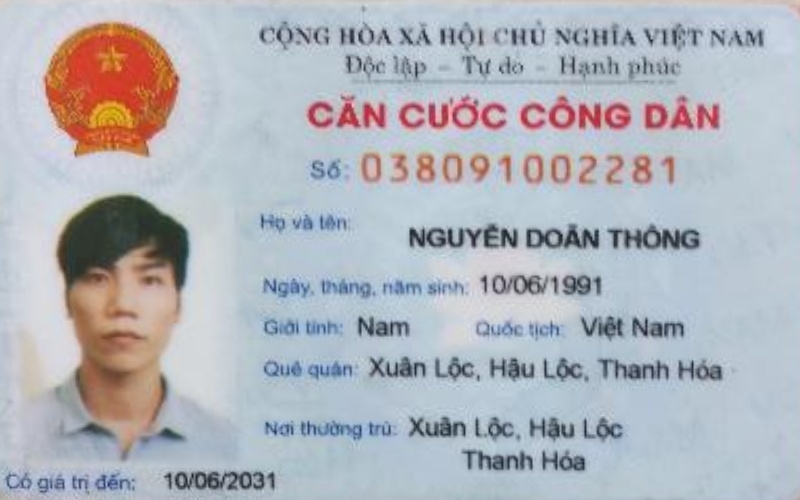 CỘNG HÒA XÃ HỘI CHỦ NGHĨA VIỆT NAM
Độc lập – Tự do – Hạnh phúc
CĂN CƯỚC CÔNG DÂN
Số: 038091002281
Họ và tên: NGUYỄN DOÃN THÔNG
Ngày, tháng, năm sinh: 10/06/1991
Giới tính: Nam Quốc tịch: Việt Nam
Quê quán: Xuân Lộc, Hậu Lộc, Thanh Hóa
Nơi thường trú: Xuân Lộc, Hậu Lộc
Thanh Hóa
Có giá trị đến: 10/06/2031